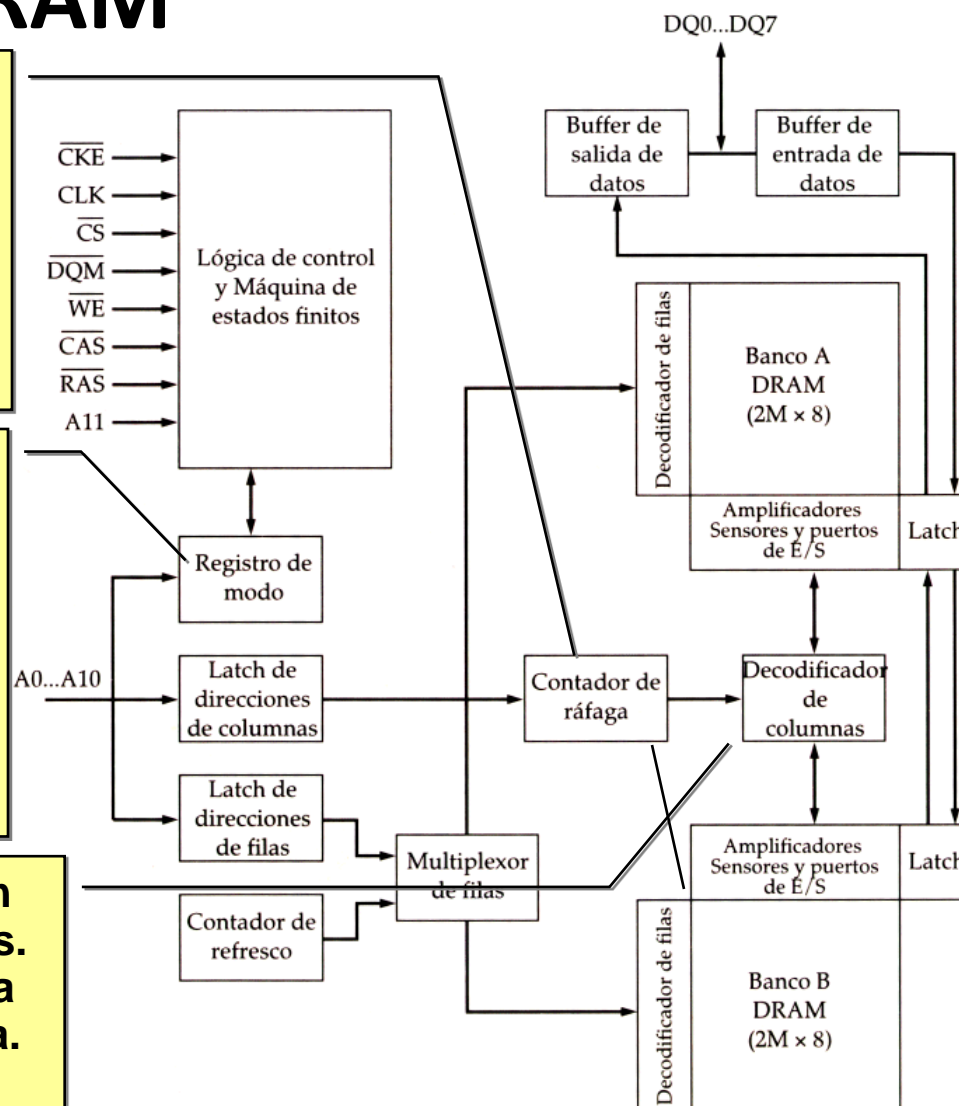 RAM
DQ0...DQ7
Buffer de
salida de
datos
Buffer de
entrada de
datos
CKE
CLK
CS
DQM
WE
CAS
RAS
A11
Lógica de control
y Máquina de
estados finitos
Decodificador de filas
Banco A
DRAM
(2M × 8)
Amplificadores
Sensores y puertos
de E/S
Latch
Registro de
modo
A0...A10
Latch de
direcciones
de columnas
Contador de
ráfaga
Decodificador
de
columnas
Latch de
direcciones
de filas
Multiplexor
de filas
Contador de
refresco
Amplificadores
Sensores y puertos
de E/S
Latch
Decodificador de filas
Banco B
DRAM
(2M × 8)
n
s.
a
a.